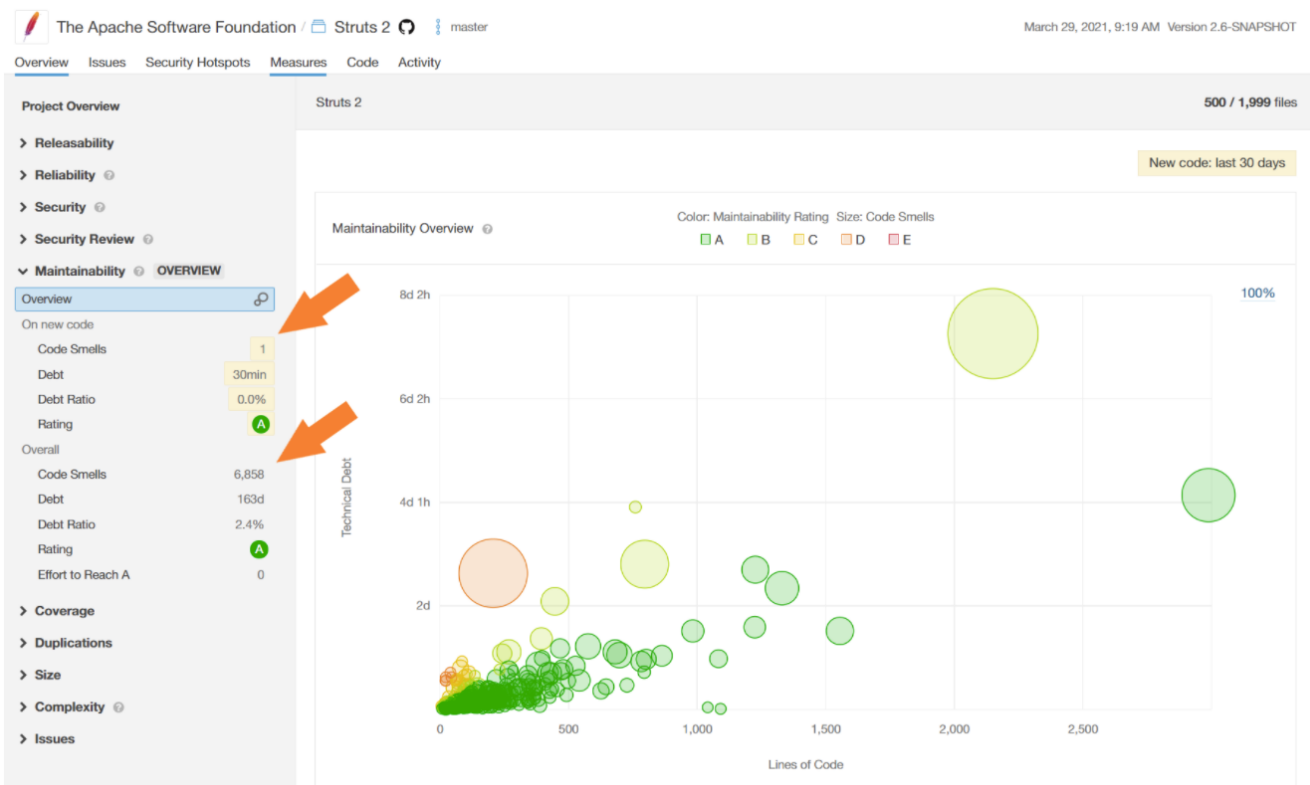 The Apache Software Foundation / Struts 2 master
March 29, 2021, 9:19 AM Version 2.6-SNAPSHOT
Overview Issues Security Hotspots Measures Code Activity
Project Overview
Releasability
Reliability
Security
Security Review
Maintainability OVERVIEW
Overview
On new code
Code Smells 1
Debt 30min
Debt Ratio 0.0%
Rating A
Overall
Code Smells 6,858
Debt 163d
Debt Ratio 2.4%
Rating A
Effort to Reach A 0
Coverage
Duplications
Size
Complexity
Issues
Struts 2 500 / 1,999 files
New code: last 30 days
Maintainability Overview
Color: Maintainability Rating Size: Code Smells
A B C D E
100%
8d 2h
6d 2h
4d 1h
2d
Technical Debt
0 500 1,000 1,500 2,000 2,500
Lines of Code